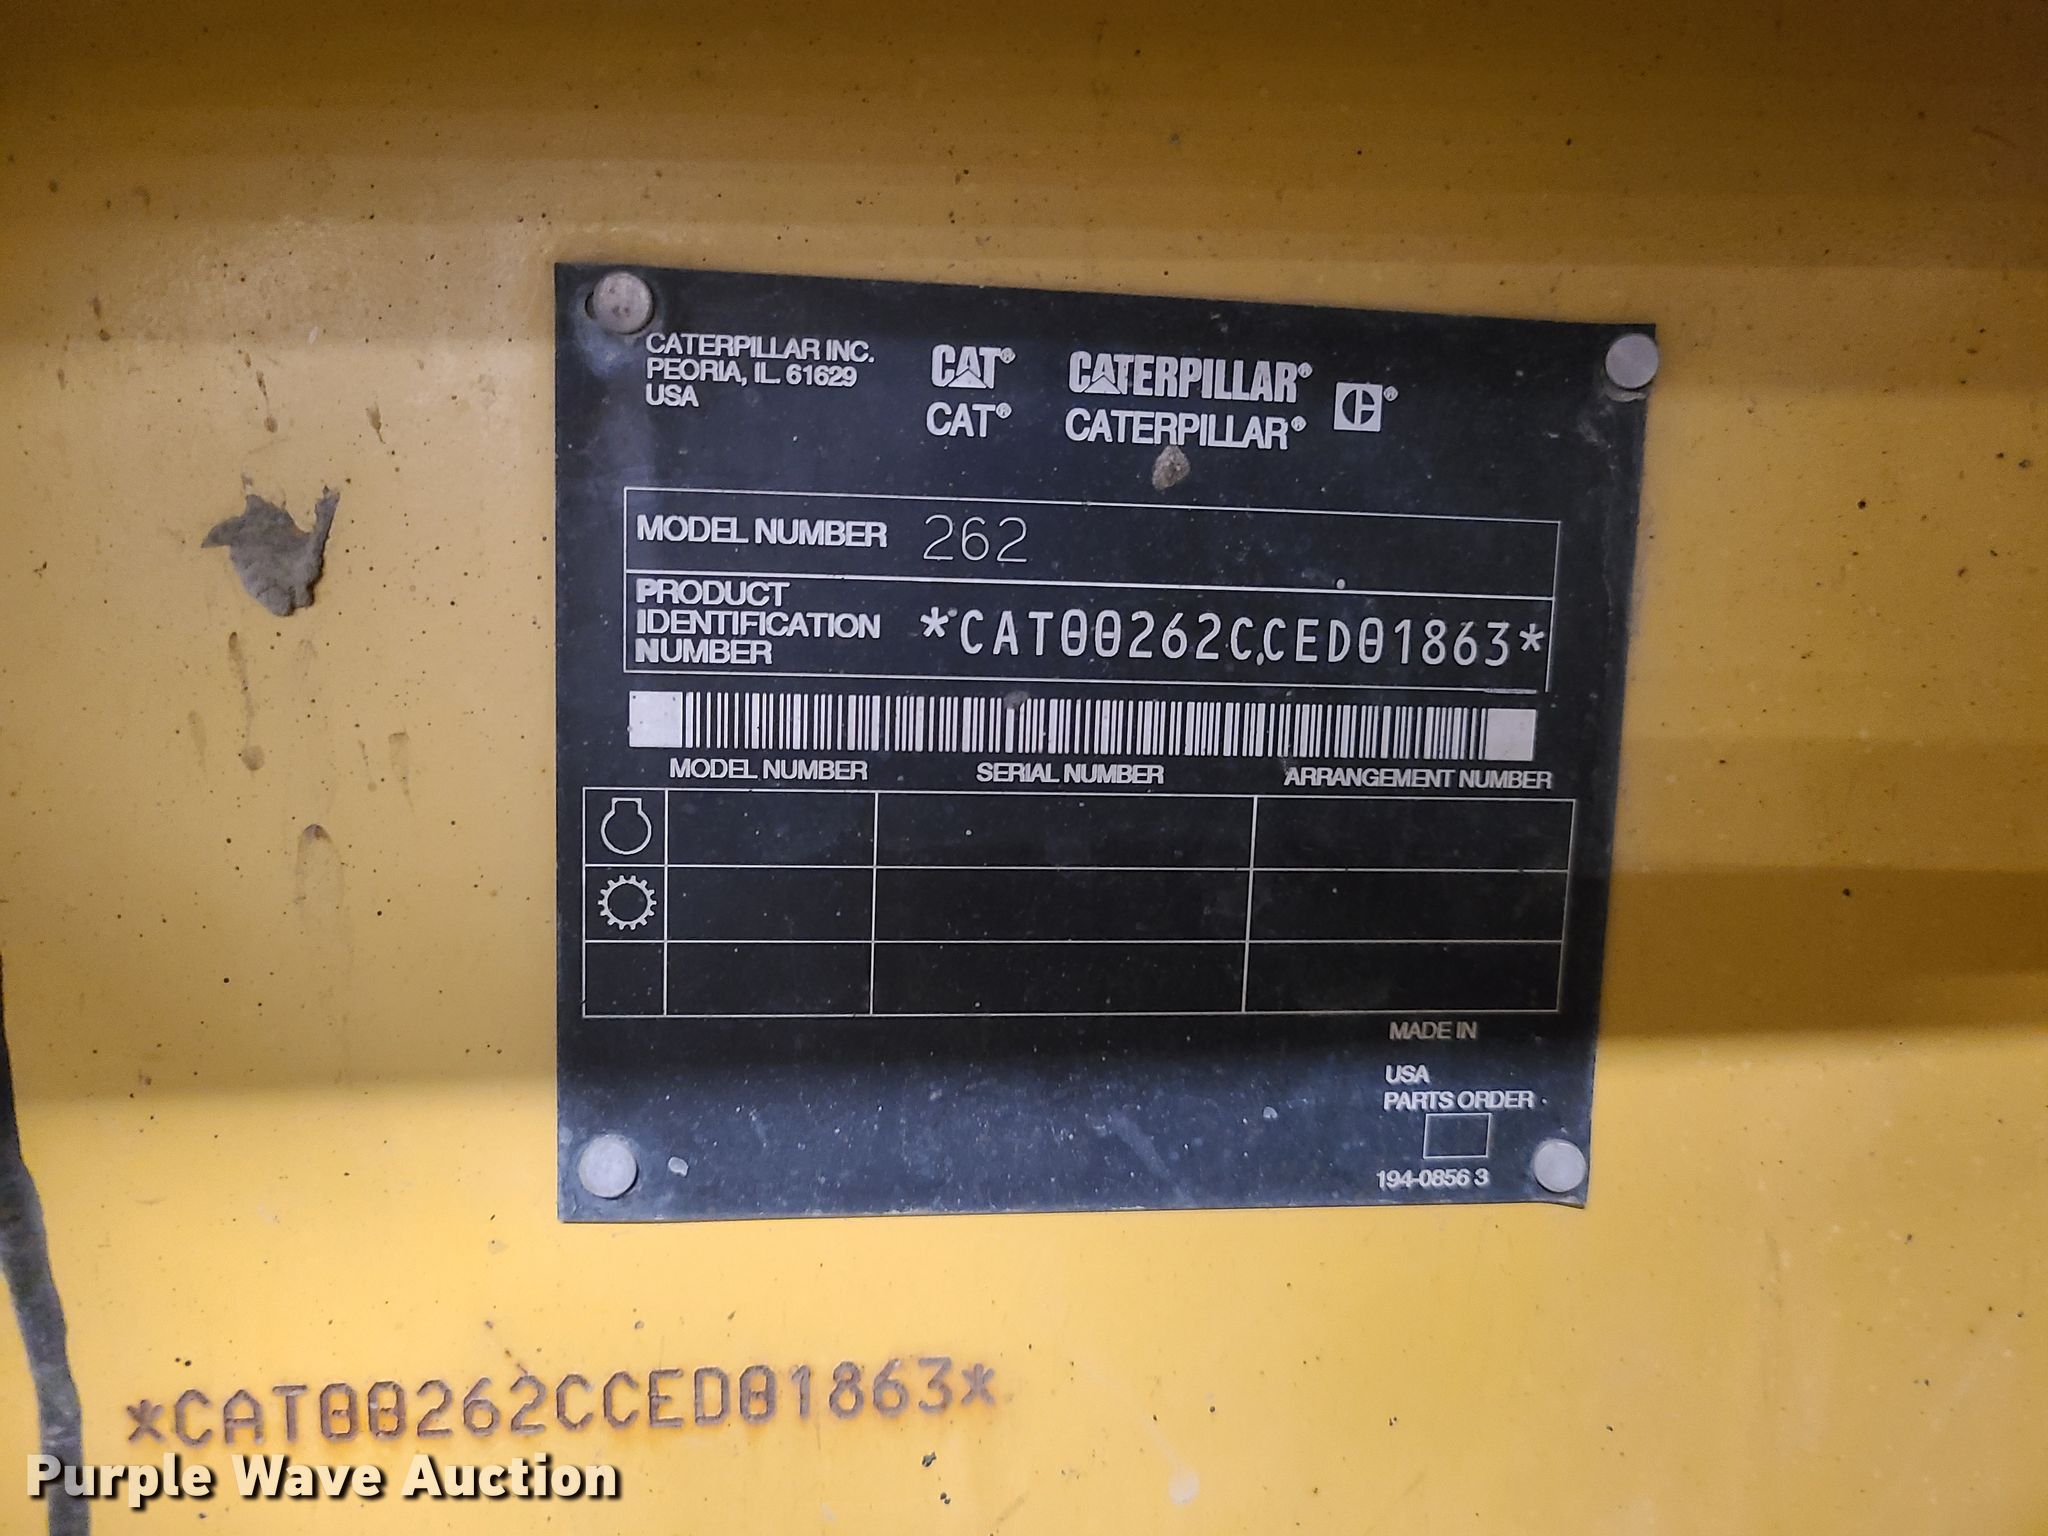 CATERPILLAR INC.
PEORIA, IL. 61629
USA
CAT® CATERPILLAR®
CAT® CATERPILLAR®
C®
MODEL NUMBER 262
PRODUCT
IDENTIFICATION
NUMBER
*CAT00262CCED01863*
MODEL NUMBER SERIAL NUMBER ARRANGEMENT NUMBER
MADE IN
USA
PARTS ORDER
194-0856 3
*CAT00262CCED01863*
Purple Wave Auction